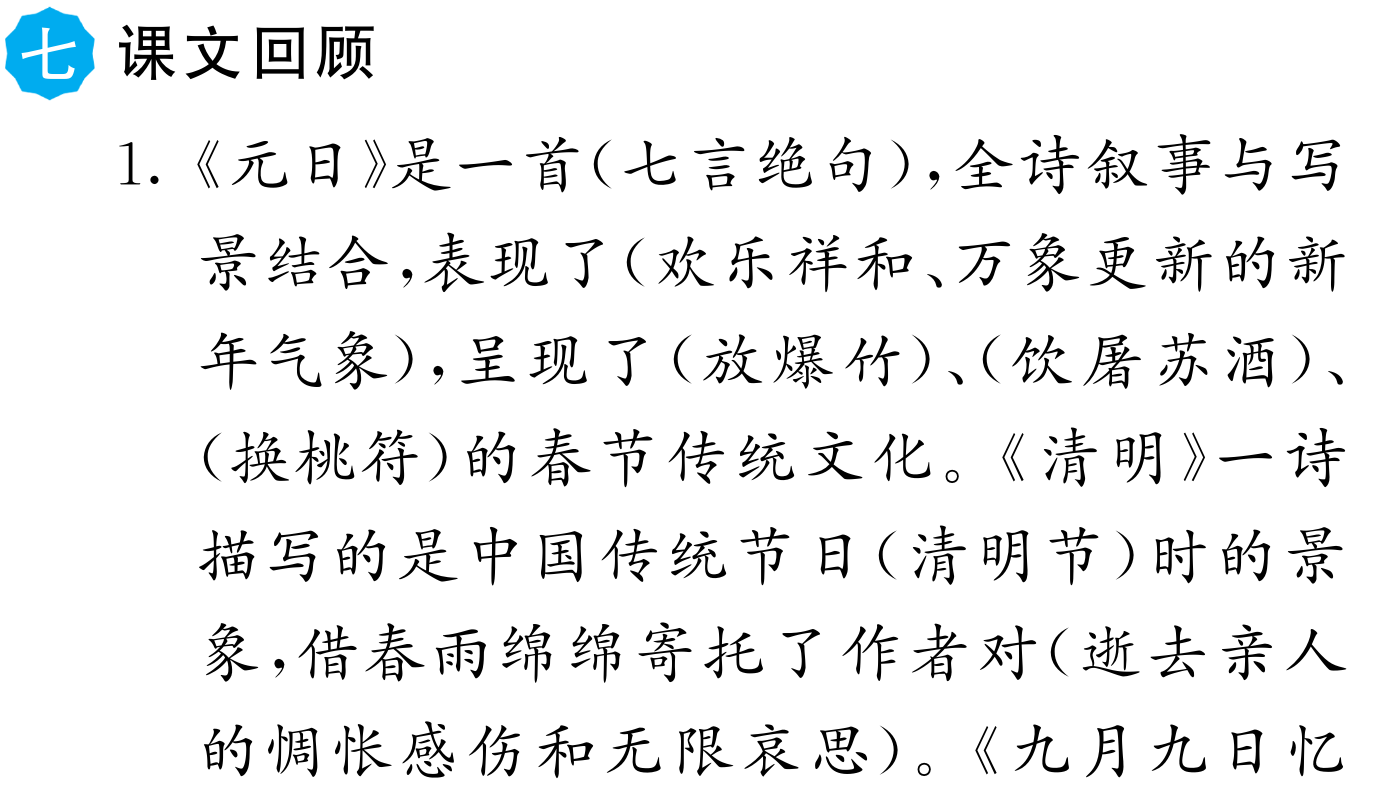 七 课文回顾
1.《元日》是一首(七言绝句),全诗叙事与写
景结合,表现了(欢乐祥和、万象更新的新
年气象),呈现了(放爆竹)、(饮屠苏酒)、
(换桃符)的春节传统文化。《清明》一诗
描写的是中国传统节日(清明节)时的景
象,借春雨绵绵寄托了作者对(逝去亲人
的惆怅感伤和无限哀思)。《九月九日忆